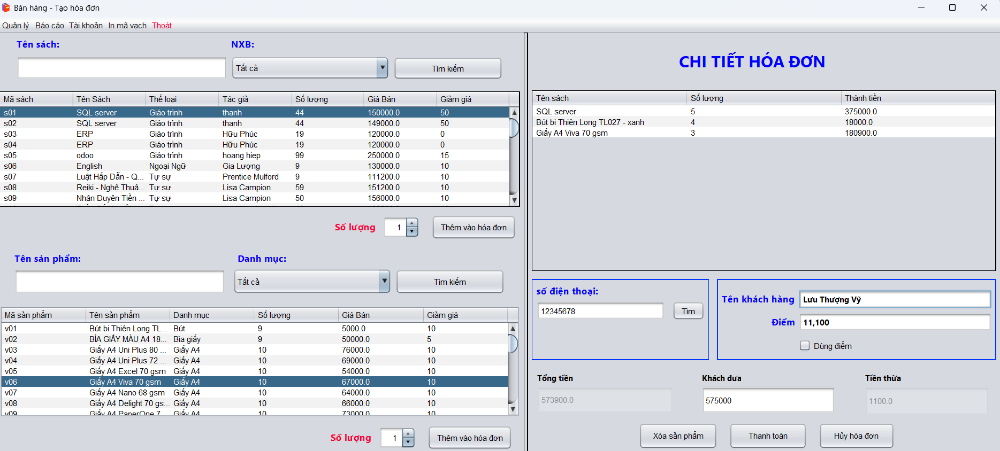 Bán hàng - Tạo hóa đơn
Quản lý Báo cáo Tài khoản In mã vạch Thoát
Tên sách: NXB:
Tất cả Tìm kiếm
Mã sách Tên Sách Thể loại Tác giả Số lượng Giá Bán Giảm giá
s01 SQL server Giáo trình thanh 44 150000.0 50
s02 SQL server Giáo trình thanh 44 149000.0 50
s03 ERP Giáo trình Hữu Phúc 19 120000.0 0
s04 ERP Giáo trình Hữu Phúc 19 120000.0 0
s05 odoo Giáo trình hoang hiep 99 250000.0 15
s06 English Ngoại Ngữ Gia Lượng 9 130000.0 10
s07 Luật Hấp Dẫn - Q... Tự sự Prentice Mulford 9 111200.0 10
s08 Reiki - Nghệ Thuậ... Tự sự Lisa Campion 59 151200.0 10
s09 Nhân Duyên Tiền ... Tự sự Lisa Campion 50 156000.0 10
Số lượng 1 Thêm vào hóa đơn
Tên sản phẩm: Danh mục:
Tất cả Tìm kiếm
Mã sản phẩm Tên sản phẩm Danh mục Số lượng Giá Bán Giảm giá
v01 Bút bi Thiên Long TL... Bút 9 5000.0 10
v02 BÌA GIẤY MÀU A4 18... Bìa giấy 9 50000.0 5
v03 Giấy A4 Uni Plus 80 ... Giấy A4 10 76000.0 10
v04 Giấy A4 Uni Plus 72 ... Giấy A4 10 69000.0 10
v05 Giấy A4 Excel 70 gsm Giấy A4 10 54000.0 10
v06 Giấy A4 Viva 70 gsm Giấy A4 10 67000.0 10
v07 Giấy A4 Nano 68 gsm Giấy A4 10 64000.0 10
v08 Giấy A4 Delight 70 gs... Giấy A4 10 66000.0 10
v09 Giấy A4 PaperOne 7... Giấy A4 10 73000.0 10
Số lượng 1 Thêm vào hóa đơn
CHI TIẾT HÓA ĐƠN
Tên sách Số lượng Thành tiền
SQL server 5 375000.0
Bút bi Thiên Long TL027 - xanh 4 18000.0
Giấy A4 Viva 70 gsm 3 180900.0
số điện thoại:
12345678 Tìm
Tên khách hàng Lưu Thượng Vỹ
Điểm 11,100
Dùng điểm
Tổng tiền Khách đưa Tiền thừa
573900.0 575000 1100.0
Xóa sản phẩm Thanh toán Hủy hóa đơn